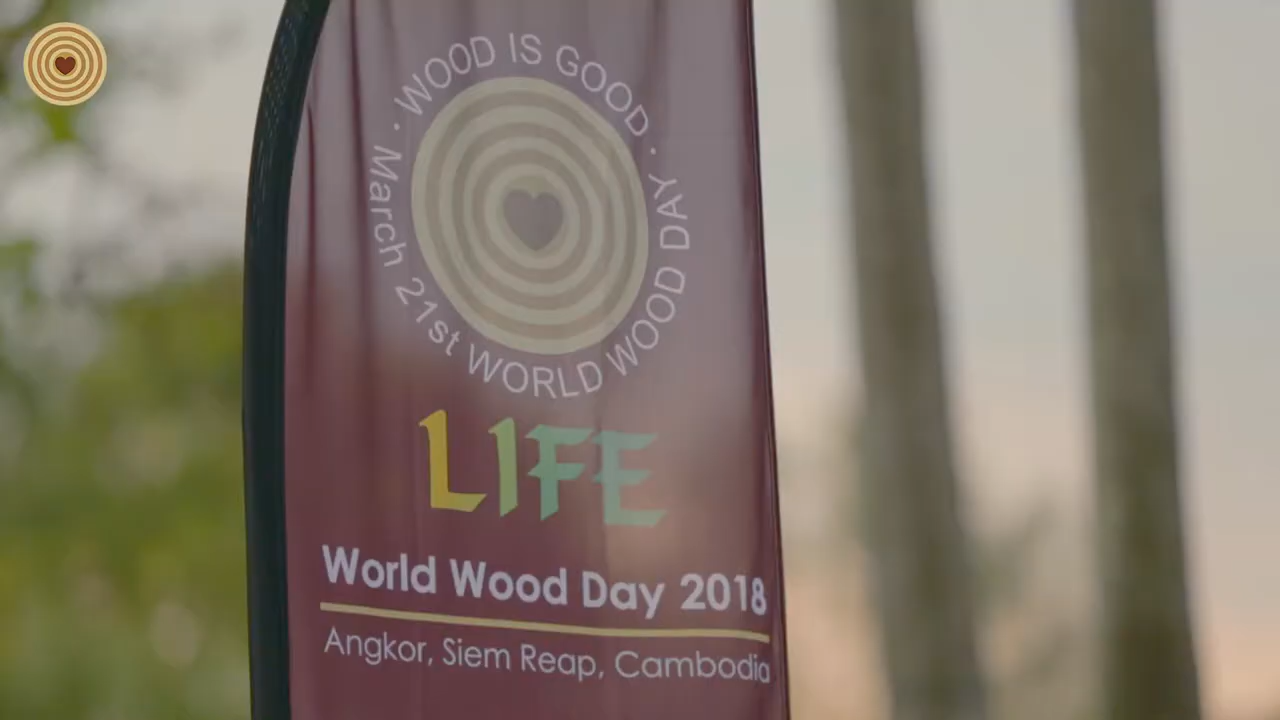 · WOOD IS GOOD ·
March 21st WORLD WOOD DAY
LIFE
World Wood Day 2018
Angkor, Siem Reap, Cambodia